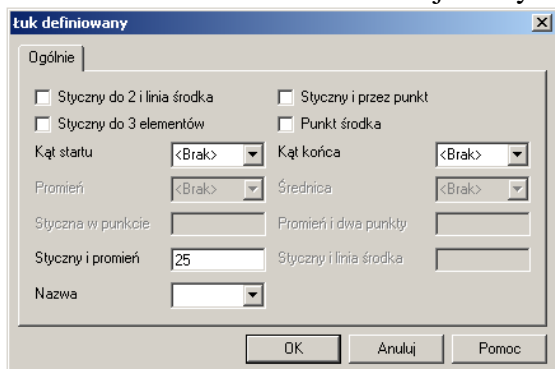 Łuk definiowany
Ogólnie
Styczny do 2 i linia środka Styczny i przez punkt
Styczny do 3 elementów Punkt środka
Kąt startu <Brak> Kąt końca <Brak>
Promień <Brak> Średnica <Brak>
Styczna w punkcie Promień i dwa punkty
Styczny i promień 25 Styczny i linia środka
Nazwa
OK Anuluj Pomoc